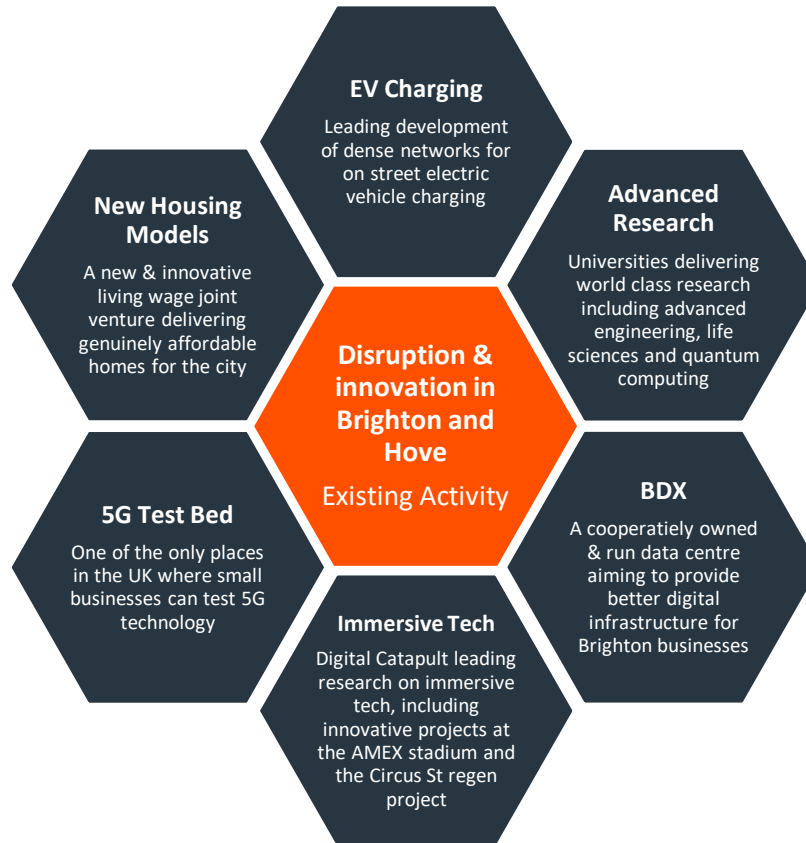 EV Charging
Leading development
of dense networks for
on street electric
vehicle charging
New Housing
Models
A new & innovative
living wage joint
venture delivering
genuinely affordable
homes for the city
Advanced
Research
Universities delivering
world class research
including advanced
engineering, life
sciences and quantum
computing
Disruption &
innovation in
Brighton and
Hove
Existing Activity
5G Test Bed
One of the only places
in the UK where small
businesses can test 5G
technology
BDX
A cooperatiely owned
& run data centre
aiming to provide
better digital
infrastructure for
Brighton businesses
Immersive Tech
Digital Catapult leading
research on immersive
tech, including
innovative projects at
the AMEX stadium and
the Circus St regen
project